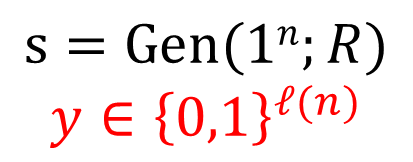 s = Gen(1ⁿ; R)
y ∈ {0,1}^ℓ(n)